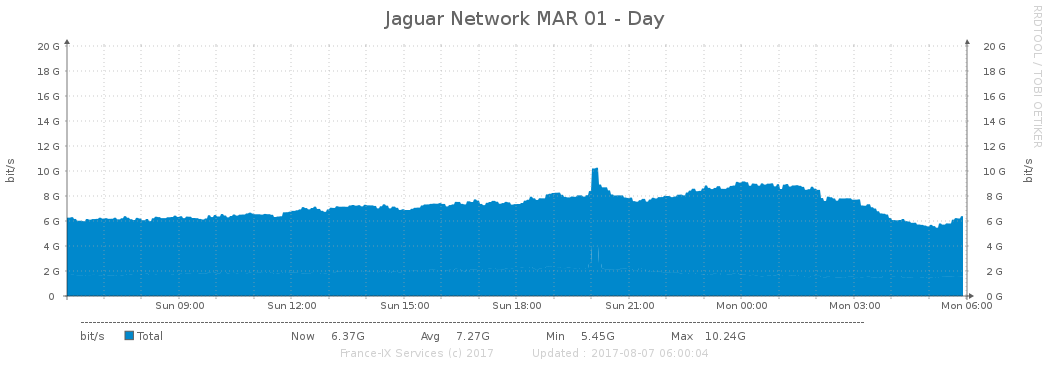 Jaguar Network MAR 01 - Day
RRDTOOL / TOBI OETIKER
bit/s
20 G
18 G
16 G
14 G
12 G
10 G
8 G
6 G
4 G
2 G
0
20 G
18 G
16 G
14 G
12 G
10 G
8 G
6 G
4 G
2 G
0 G
bit/s
Sun 09:00 Sun 12:00 Sun 15:00 Sun 18:00 Sun 21:00 Mon 00:00 Mon 03:00 Mon 06:00
bit/s Total Now 6.37G Avg 7.27G Min 5.45G Max 10.24G
France-IX Services (c) 2017 Updated : 2017-08-07 06:00:04